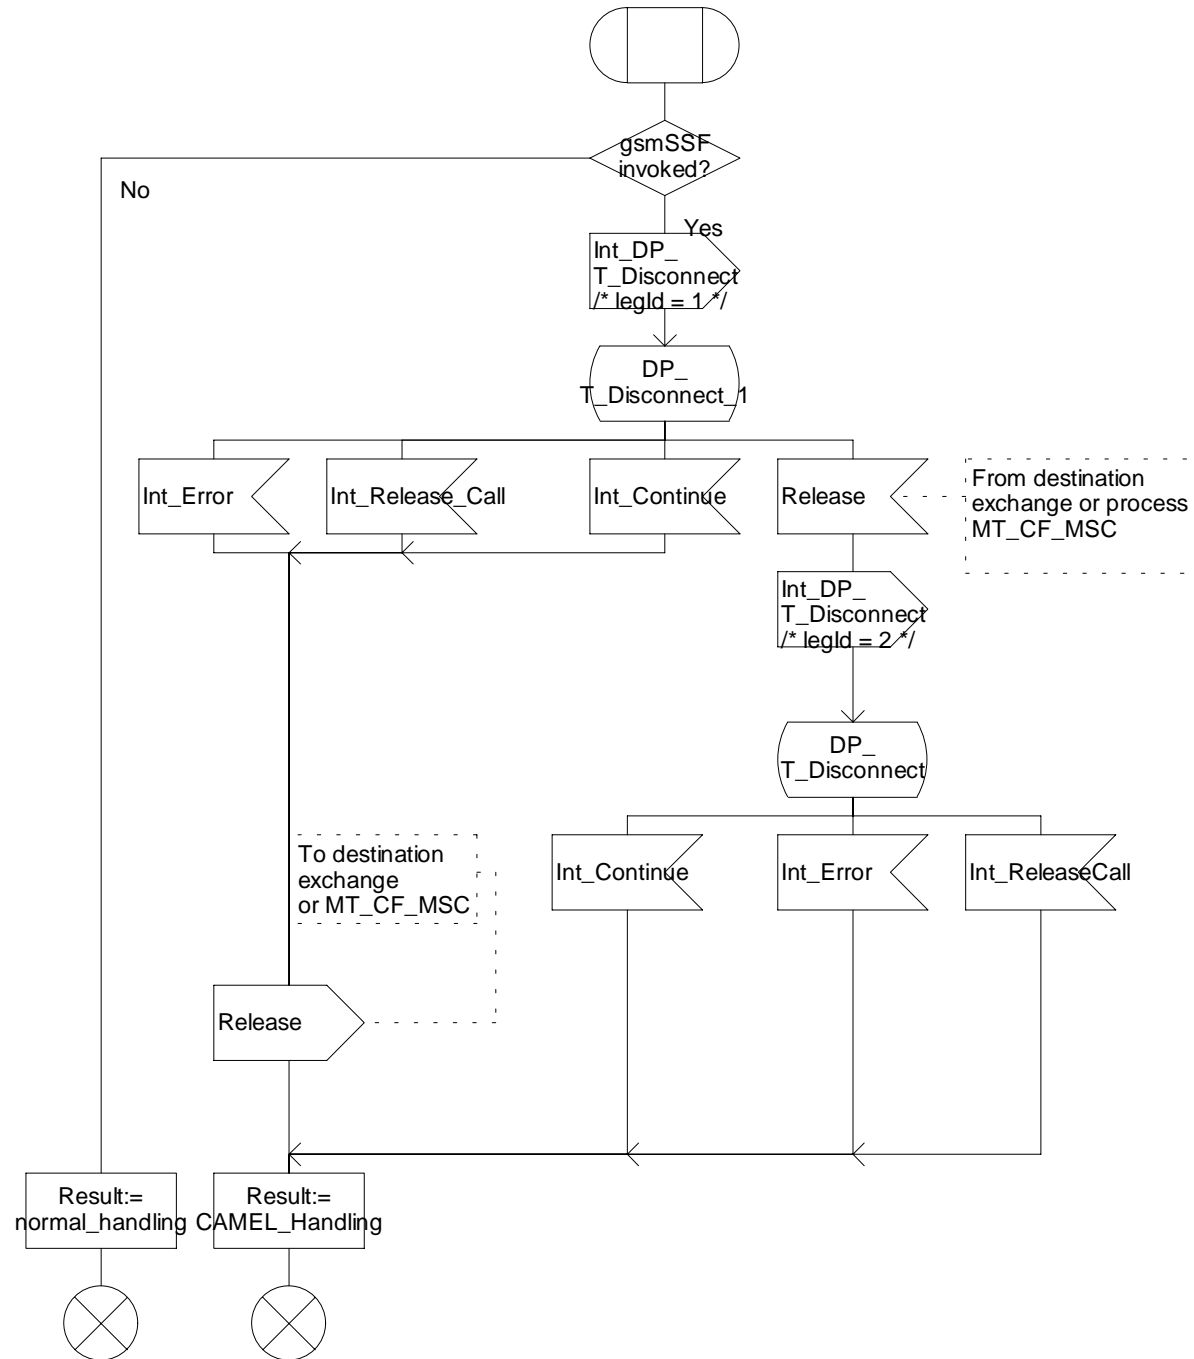 gsmSSF
invoked?
No
Yes
Int_DP_
T_Disconnect
/* legId = 1 */
DP_
T_Disconnect_1
Int_Error
Int_Release_Call
Int_Continue
Release
From destination
exchange or process
MT_CF_MSC
Int_DP_
T_Disconnect
/* legId = 2 */
DP_
T_Disconnect
To destination
exchange
or MT_CF_MSC
Int_Continue
Int_Error
Int_ReleaseCall
Release
Result:=
normal_handling
Result:=
CAMEL_Handling